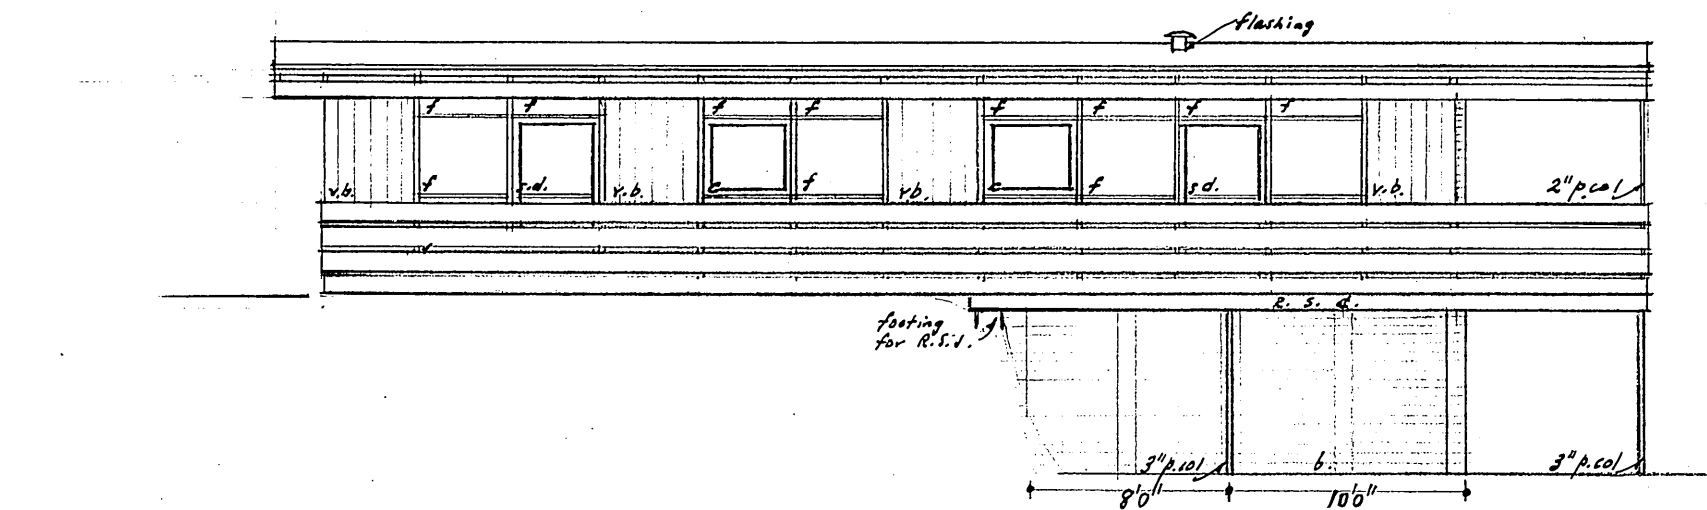 flashing
f f f f f f f f
v.b. f s.d. v.b. c f v.b. c f s.d. v.b. 2" p.col
R. S. d.
footing
for R.S.d.
3" p.col b. 3" p.col
8'0" 10'0"